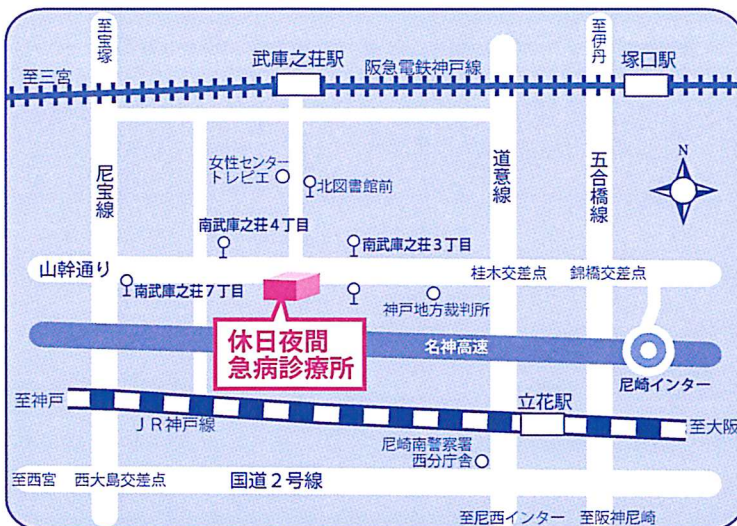 至宝塚
至伊丹
武庫之荘駅
阪急電鉄神戸線
塚口駅
至三宮
女性センター
トレピエ
北図書館前
N
尼宝線
道意線
五合橋線
南武庫之荘4丁目
南武庫之荘3丁目
山幹通り
桂木交差点
錦橋交差点
南武庫之荘7丁目
神戸地方裁判所
休日夜間
急病診療所
名神高速
尼崎インター
至神戸
立花駅
JR神戸線
至大阪
尼崎南警察署
西分庁舎
至西宮
西大島交差点
国道2号線
至尼西インター
至阪神尼崎